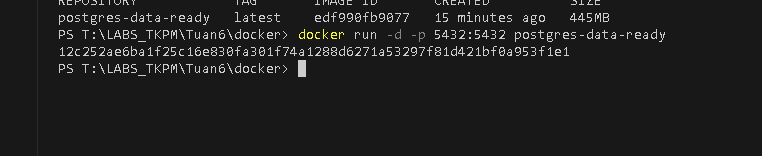 REPOSITORY TAG IMAGE ID CREATED SIZE
postgres-data-ready latest edf990fb9077 15 minutes ago 445MB
PS T:\LABS_TKPM\Tuan6\docker> docker run -d -p 5432:5432 postgres-data-ready
12c252ae6ba1f25c16e830fa301f74a1288d6271a53297f81d421bf0a953f1e1
PS T:\LABS_TKPM\Tuan6\docker>